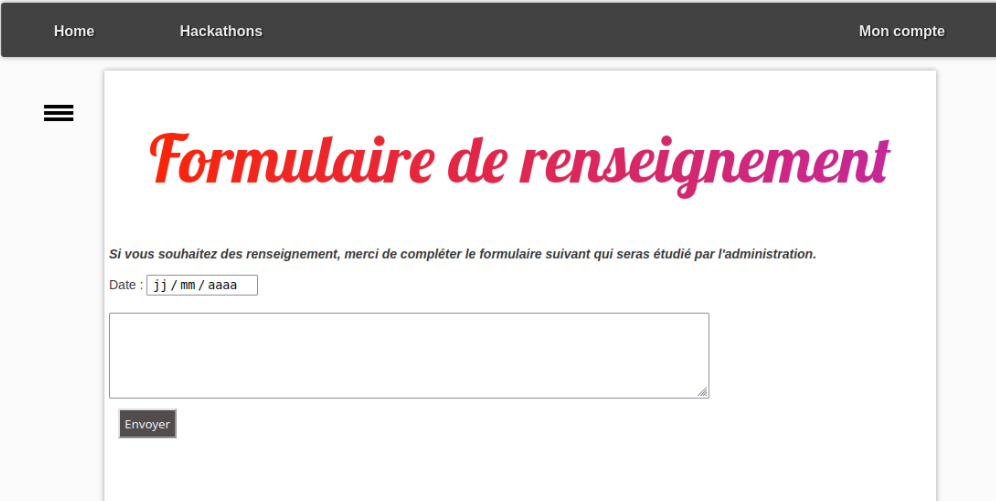 Home Hackathons Mon compte
Formulaire de renseignement
Si vous souhaitez des renseignement, merci de compléter le formulaire suivant qui seras étudié par l'administration.
Date : jj / mm / aaaa
Envoyer